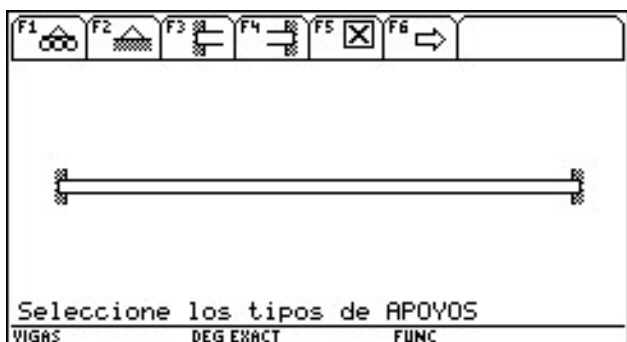 F1 F2 F3 F4 F5 F6
Seleccione los tipos de APOYOS
VIGAS DEG EXACT FUNC